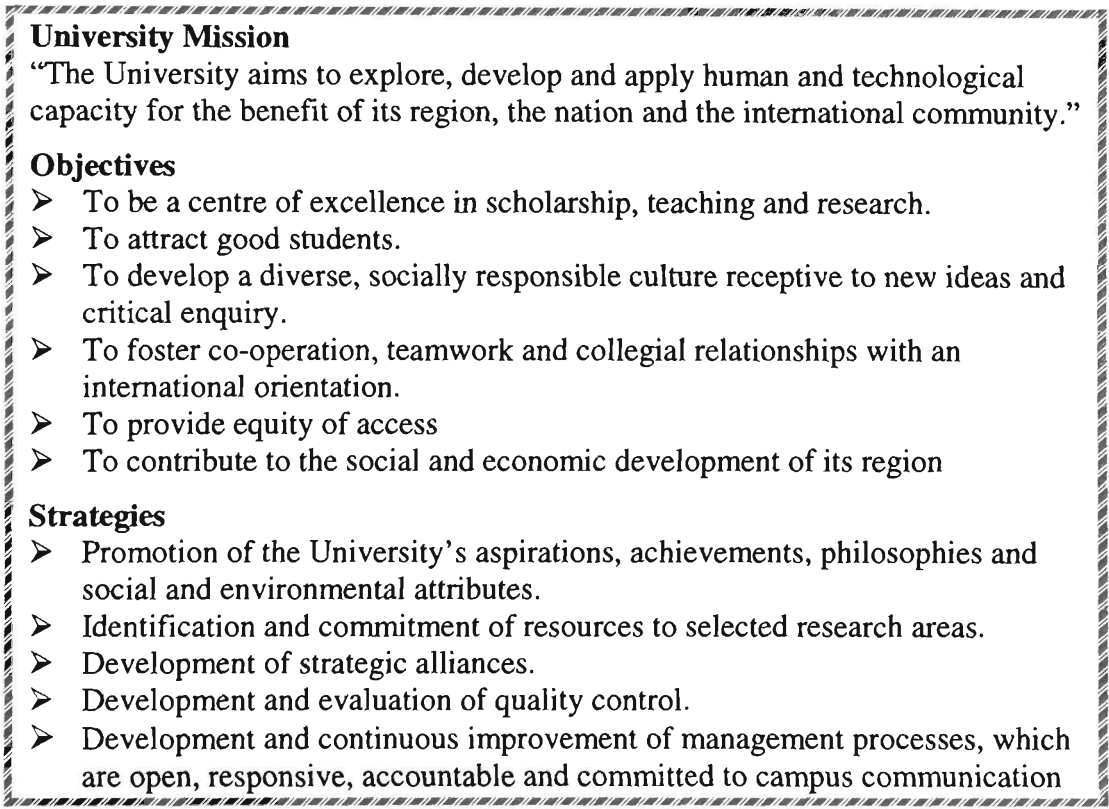 University Mission
“The University aims to explore, develop and apply human and technological
capacity for the benefit of its region, the nation and the international community.”
Objectives
➢ To be a centre of excellence in scholarship, teaching and research.
➢ To attract good students.
➢ To develop a diverse, socially responsible culture receptive to new ideas and
critical enquiry.
➢ To foster co-operation, teamwork and collegial relationships with an
international orientation.
➢ To provide equity of access
➢ To contribute to the social and economic development of its region
Strategies
➢ Promotion of the University’s aspirations, achievements, philosophies and
social and environmental attributes.
➢ Identification and commitment of resources to selected research areas.
➢ Development of strategic alliances.
➢ Development and evaluation of quality control.
➢ Development and continuous improvement of management processes, which
are open, responsive, accountable and committed to campus communication